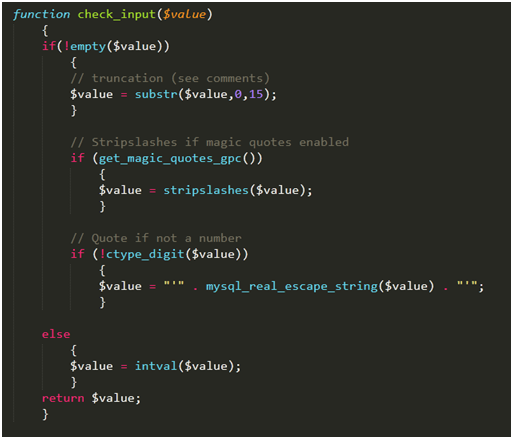 function check_input($value)
{
if(!empty($value))
{
// truncation (see comments)
$value = substr($value,0,15);
}
// Stripslashes if magic quotes enabled
if (get_magic_quotes_gpc())
{
$value = stripslashes($value);
}
// Quote if not a number
if (!ctype_digit($value))
{
$value = "'" . mysql_real_escape_string($value) . "'";
}
else
{
$value = intval($value);
}
return $value;
}